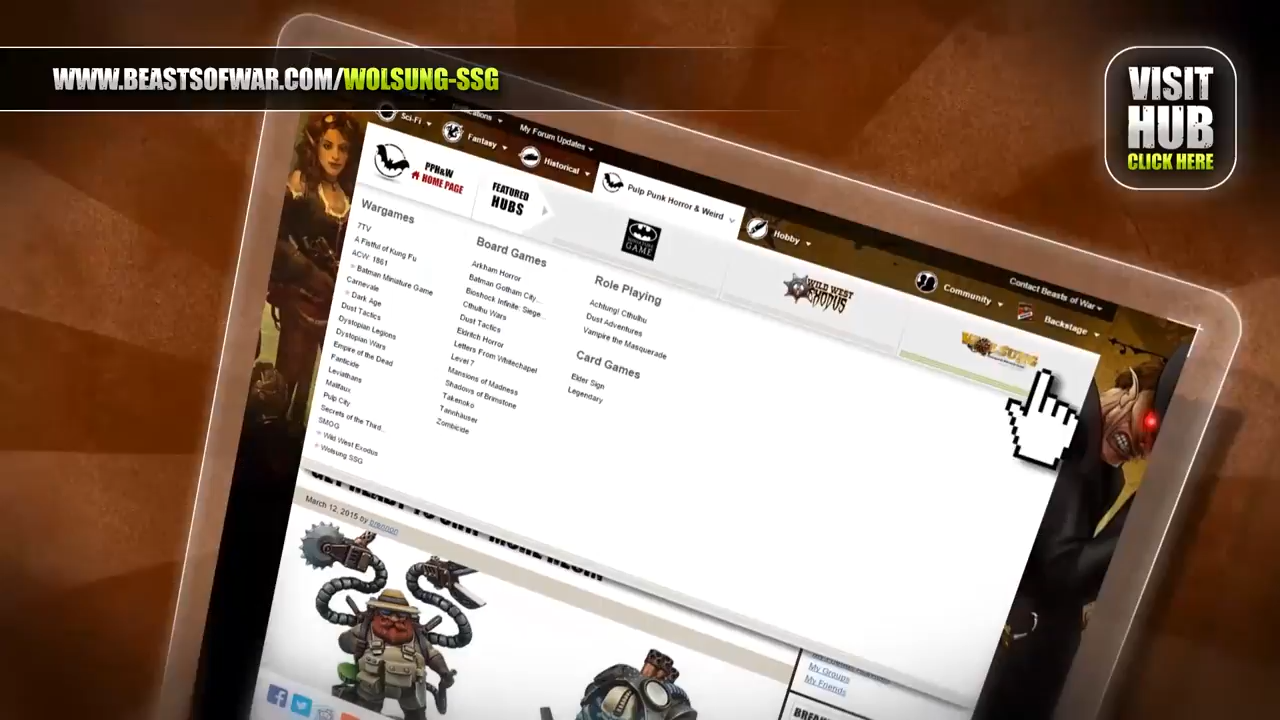 WWW.BEASTSOFWAR.COM/WOLSUNG-SSG
VISIT
HUB
CLICK HERE
My Forum Updates
Sci-Fi
Fantasy
Historical
Pulp Punk Horror & Weird
Hobby
Community
Contact Beasts of War
Backstage
PPH&W
HOME PAGE
FEATURED
HUBS
BATMAN
MINIATURE
GAME
WILD WEST
EXODUS
WOLSUNG
Wargames
7TV
A Fistful of Kung Fu
ACW 1861
Batman Miniature Game
Carnevale
Dark Age
Dust Tactics
Dystopian Legions
Dystopian Wars
Empire of the Dead
Fanticide
Leviathans
Malifaux
Pulp City
Secrets of the Third...
SMOG
Wild West Exodus
Wolsung SSG
Board Games
Arkham Horror
Batman Gotham City...
Bioshock Infinite: Siege...
Cthulhu Wars
Dust Tactics
Eldritch Horror
Letters From Whitechapel
Level 7
Mansions of Madness
Shadows of Brimstone
Takenoko
Tannhäuser
Zombicide
Role Playing
Achtung! Cthulhu
Dust Adventures
Vampire the Masquerade
Card Games
Elder Sign
Legendary
March 12, 2015 by brennon
My Groups
My Friends